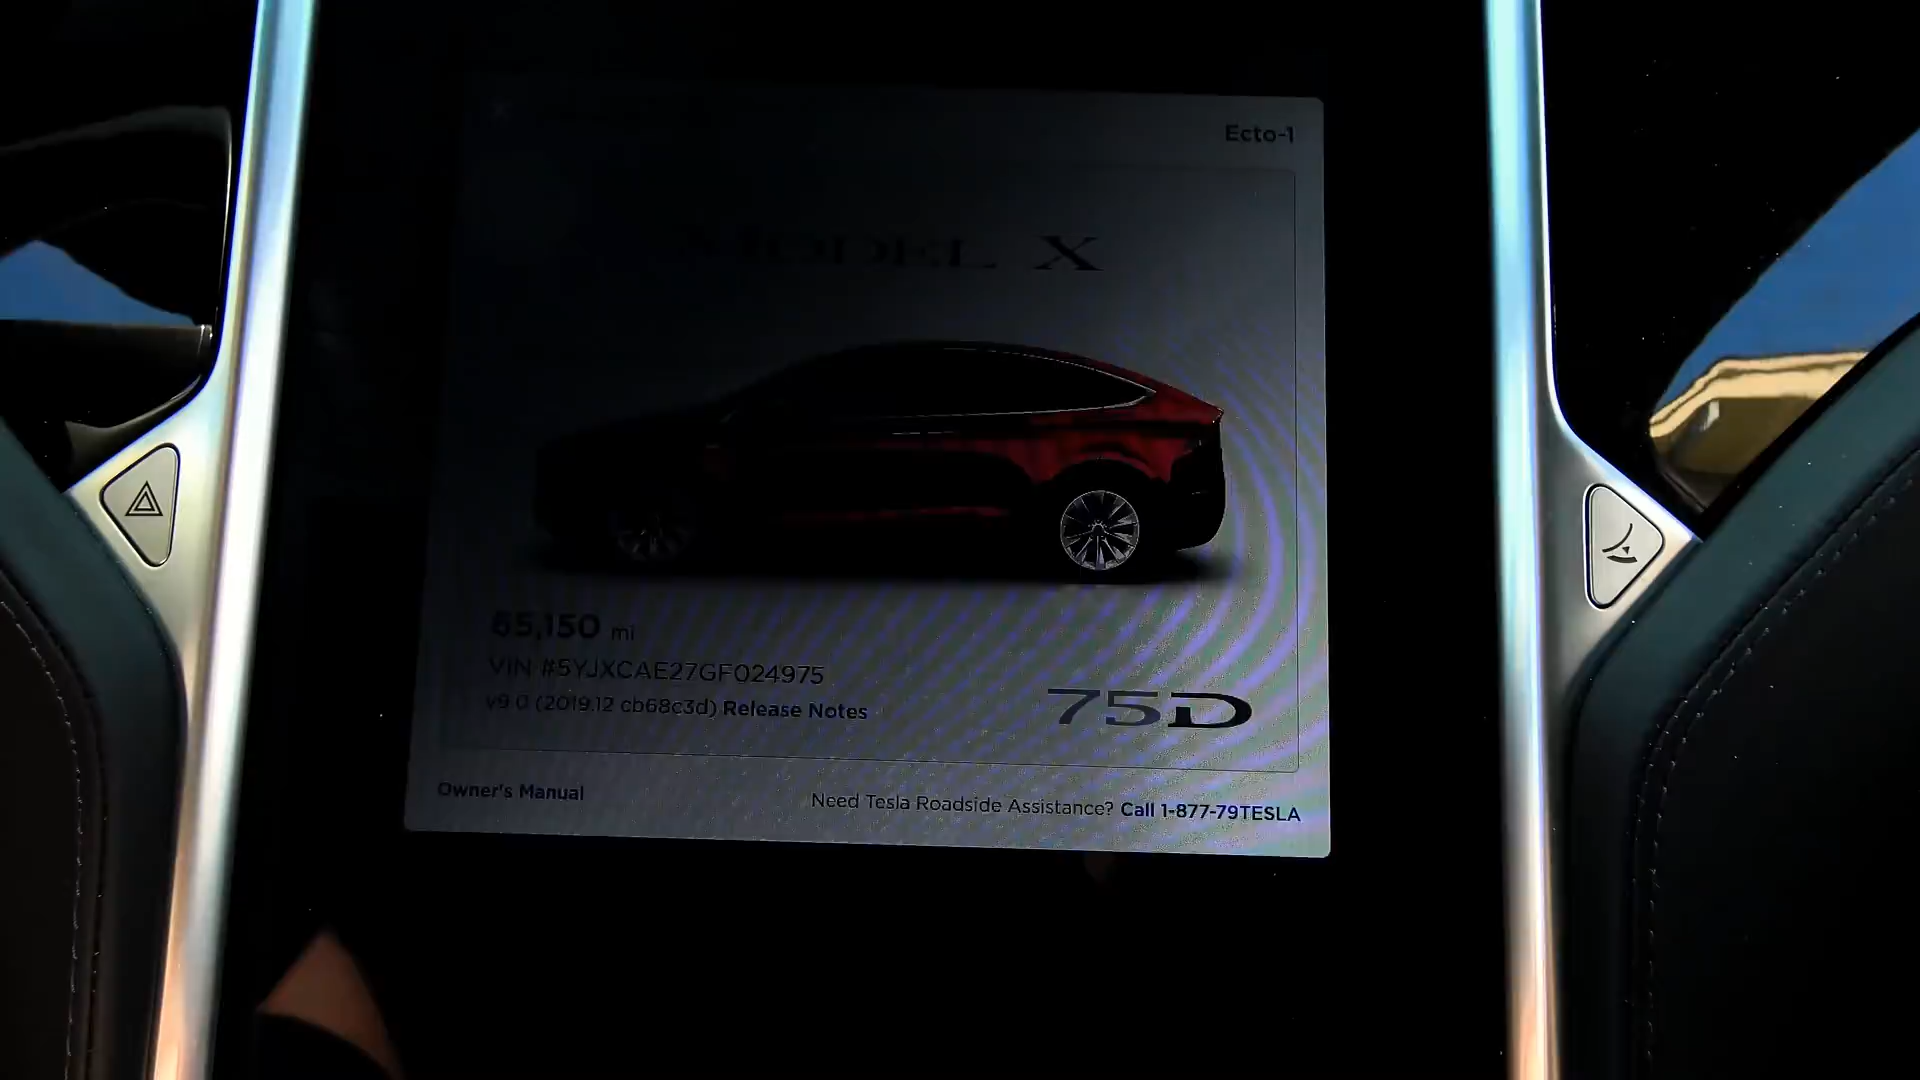 Ecto-1
MODEL X
65,150 mi
VIN #5YJXCAE27GF024975
v9.0 (2019.12 cb68c3d) Release Notes
75D
Owner's Manual
Need Tesla Roadside Assistance? Call 1-877-79TESLA